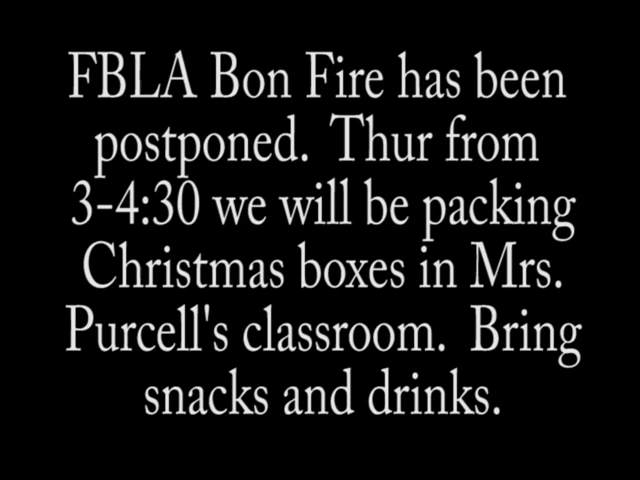 FBLA Bon Fire has been
postponed.  Thur from
3-4:30 we will be packing
Christmas boxes in Mrs.
Purcell's classroom.  Bring
snacks and drinks.